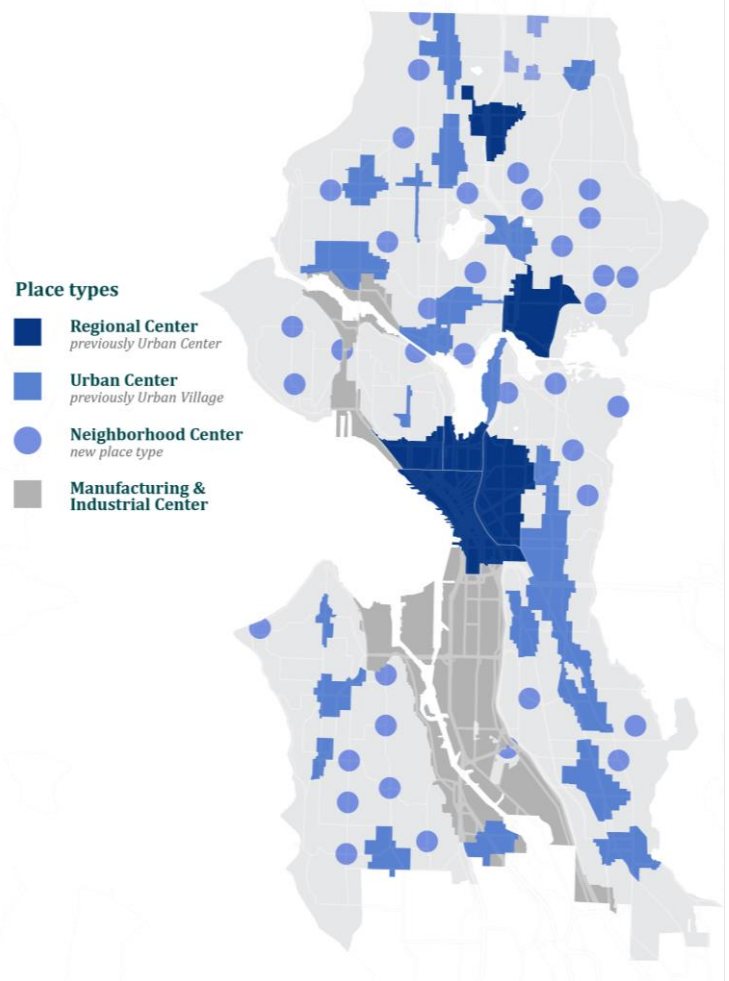 Place types
Regional Center
previously Urban Center
Urban Center
previously Urban Village
Neighborhood Center
new place type
Manufacturing &
Industrial Center